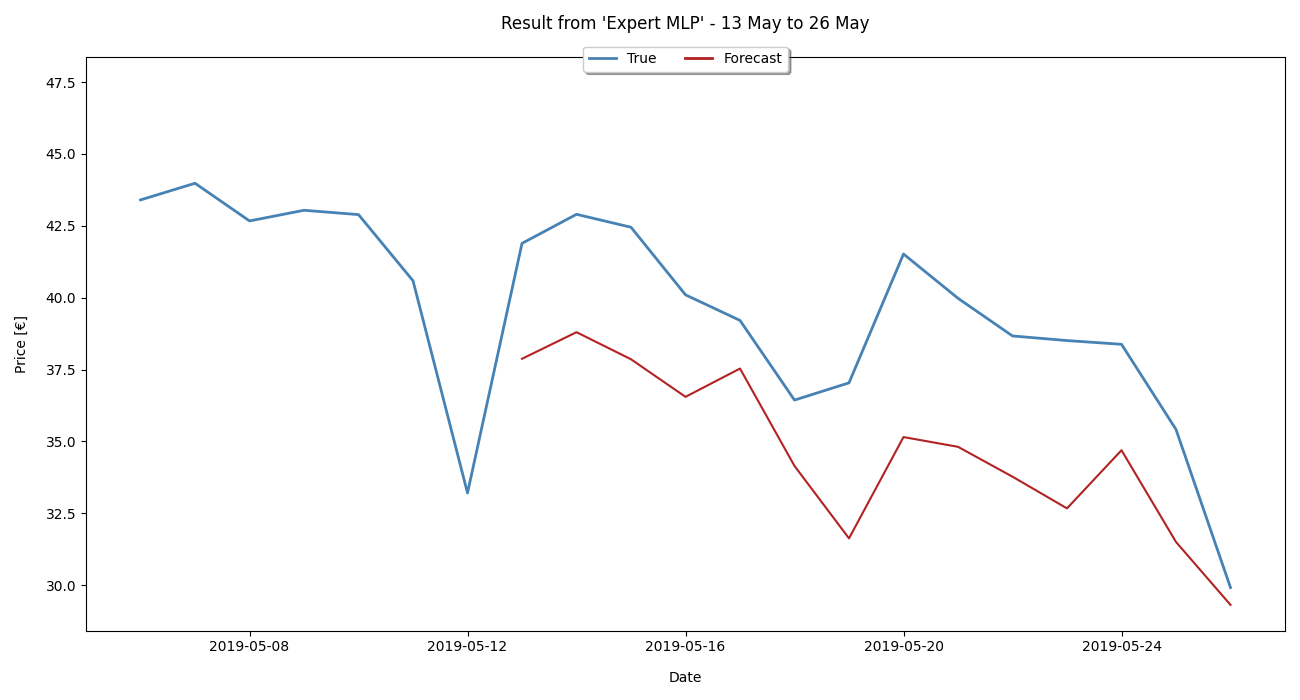 Result from 'Expert MLP' - 13 May to 26 May
True Forecast
47.5
45.0
42.5
40.0
37.5
35.0
32.5
30.0
Price [€]
2019-05-08 2019-05-12 2019-05-16 2019-05-20 2019-05-24
Date